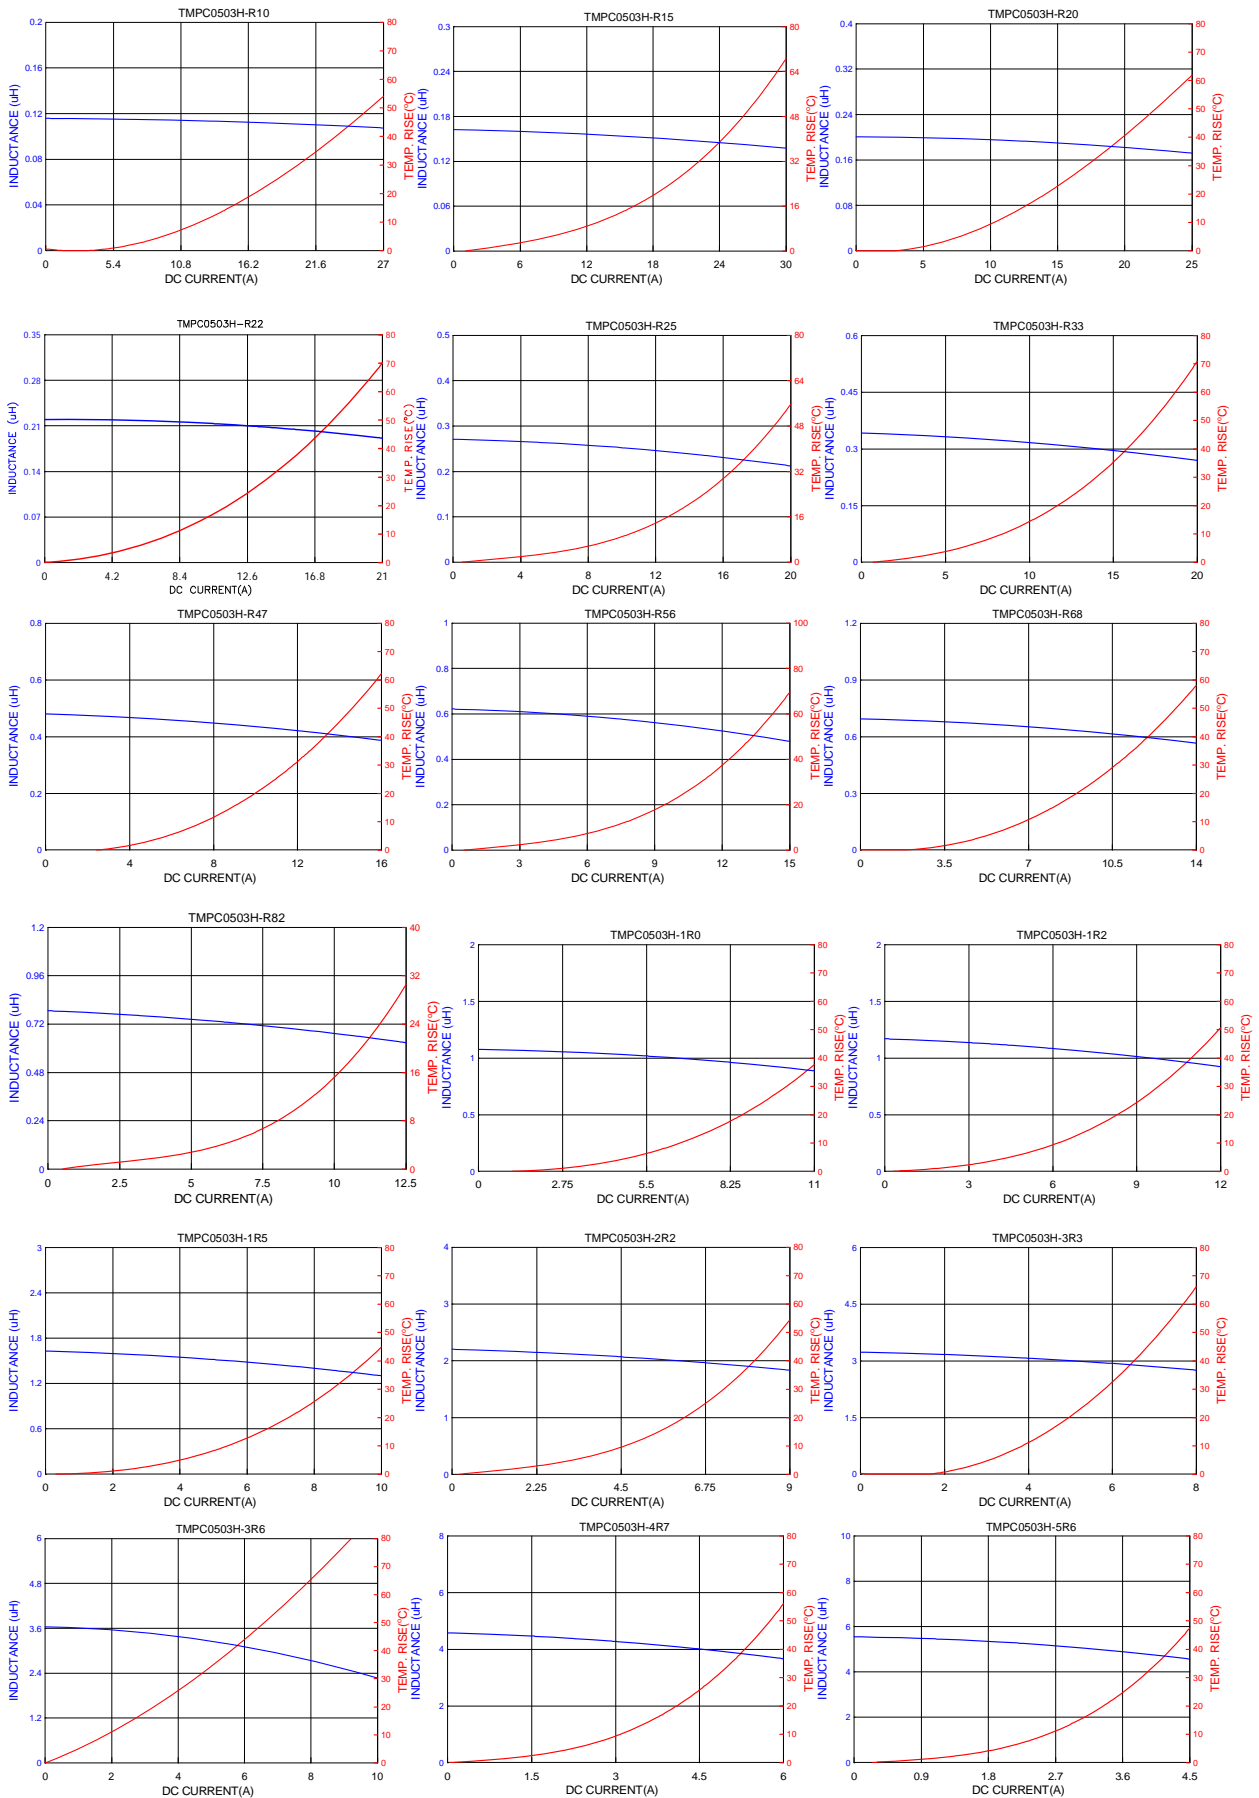 TMPC0503H-R10
0.2
0.16
0.12
0.08
0.04
0
80
70
60
50
40
30
20
10
0
INDUCTANCE (uH)
TEMP. RISE(°C)
0 5.4 10.8 16.2 21.6 27
DC CURRENT(A)
TMPC0503H-R15
0.3
0.24
0.18
0.12
0.06
0
80
64
48
32
16
0
INDUCTANCE (uH)
TEMP. RISE(°C)
0 6 12 18 24 30
DC CURRENT(A)
TMPC0503H-R20
0.4
0.32
0.24
0.16
0.08
0
80
70
60
50
40
30
20
10
0
INDUCTANCE (uH)
TEMP. RISE(°C)
0 5 10 15 20 25
DC CURRENT(A)
TMPC0503H-R22
0.35
0.28
0.21
0.14
0.07
0
80
70
60
50
40
30
20
10
0
INDUCTANCE (uH)
TEMP. RISE(°C)
0 4.2 8.4 12.6 16.8 21
DC CURRENT(A)
TMPC0503H-R25
0.5
0.4
0.3
0.2
0.1
0
80
64
48
32
16
0
INDUCTANCE (uH)
TEMP. RISE(°C)
0 4 8 12 16 20
DC CURRENT(A)
TMPC0503H-R33
0.6
0.45
0.3
0.15
0
80
70
60
50
40
30
20
10
0
INDUCTANCE (uH)
TEMP. RISE(°C)
0 5 10 15 20
DC CURRENT(A)
TMPC0503H-R47
0.8
0.6
0.4
0.2
0
80
70
60
50
40
30
20
10
0
INDUCTANCE (uH)
TEMP. RISE(°C)
0 4 8 12 16
DC CURRENT(A)
TMPC0503H-R56
1
0.8
0.6
0.4
0.2
0
100
80
60
40
20
0
INDUCTANCE (uH)
TEMP. RISE(°C)
0 3 6 9 12 15
DC CURRENT(A)
TMPC0503H-R68
1.2
0.9
0.6
0.3
0
80
70
60
50
40
30
20
10
0
INDUCTANCE (uH)
TEMP. RISE(°C)
0 3.5 7 10.5 14
DC CURRENT(A)
TMPC0503H-R82
1.2
0.96
0.72
0.48
0.24
0
40
32
24
16
8
0
INDUCTANCE (uH)
TEMP. RISE(°C)
0 2.5 5 7.5 10 12.5
DC CURRENT(A)
TMPC0503H-1R0
2
1.5
1
0.5
0
80
70
60
50
40
30
20
10
0
INDUCTANCE (uH)
TEMP. RISE(°C)
0 2.75 5.5 8.25 11
DC CURRENT(A)
TMPC0503H-1R2
2
1.5
1
0.5
0
80
70
60
50
40
30
20
10
0
INDUCTANCE (uH)
TEMP. RISE(°C)
0 3 6 9 12
DC CURRENT(A)
TMPC0503H-1R5
3
2.4
1.8
1.2
0.6
0
80
70
60
50
40
30
20
10
0
INDUCTANCE (uH)
TEMP. RISE(°C)
0 2 4 6 8 10
DC CURRENT(A)
TMPC0503H-2R2
4
3
2
1
0
80
70
60
50
40
30
20
10
0
INDUCTANCE (uH)
TEMP. RISE(°C)
0 2.25 4.5 6.75 9
DC CURRENT(A)
TMPC0503H-3R3
6
4.5
3
1.5
0
80
70
60
50
40
30
20
10
0
INDUCTANCE (uH)
TEMP. RISE(°C)
0 2 4 6 8
DC CURRENT(A)
TMPC0503H-3R6
6
4.8
3.6
2.4
1.2
0
80
70
60
50
40
30
20
10
0
INDUCTANCE (uH)
TEMP. RISE(°C)
0 2 4 6 8 10
DC CURRENT(A)
TMPC0503H-4R7
8
6
4
2
0
80
70
60
50
40
30
20
10
0
INDUCTANCE (uH)
TEMP. RISE(°C)
0 1.5 3 4.5 6
DC CURRENT(A)
TMPC0503H-5R6
10
8
6
4
2
0
80
70
60
50
40
30
20
10
0
INDUCTANCE (uH)
TEMP. RISE(°C)
0 0.9 1.8 2.7 3.6 4.5
DC CURRENT(A)